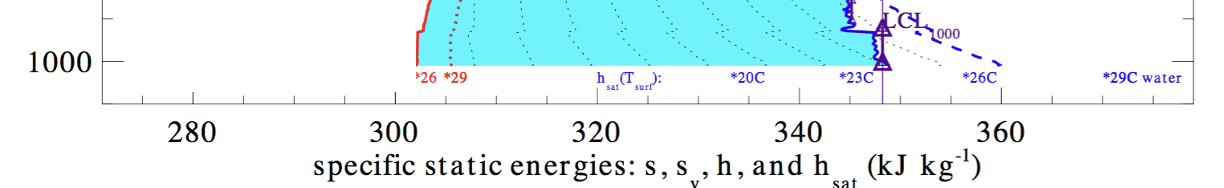 LCL1000
1000
*26 *29 hsat(Tsurf): *20C *23C *26C *29C water
280 300 320 340 360
specific static energies: s, sv, h, and hsat (kJ kg-1)